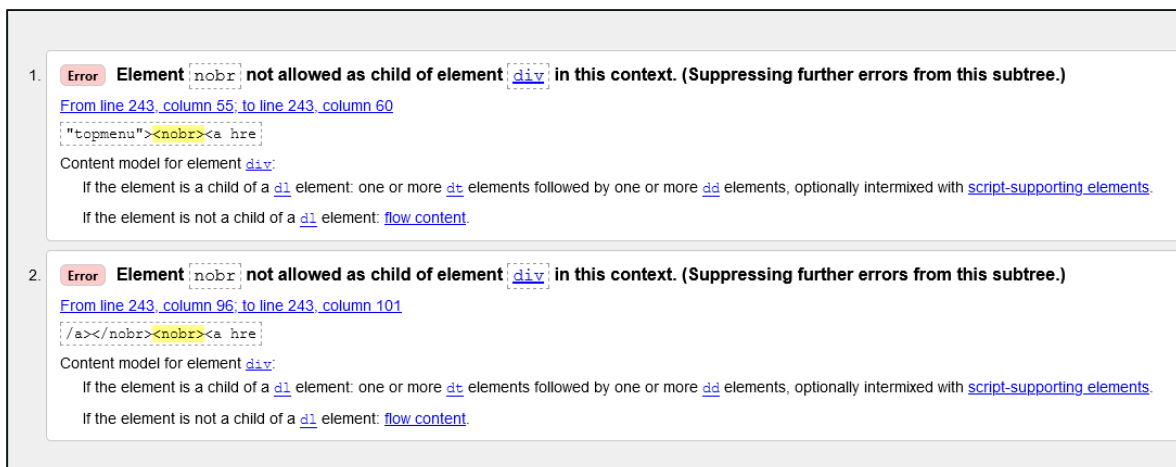 1. Error Element nobr not allowed as child of element div in this context. (Suppressing further errors from this subtree.)
From line 243, column 55; to line 243, column 60
"topmenu"><nobr><a hre
Content model for element div:
If the element is a child of a dl element: one or more dt elements followed by one or more dd elements, optionally intermixed with script-supporting elements.
If the element is not a child of a dl element: flow content.
2. Error Element nobr not allowed as child of element div in this context. (Suppressing further errors from this subtree.)
From line 243, column 96; to line 243, column 101
/a></nobr><nobr><a hre
Content model for element div:
If the element is a child of a dl element: one or more dt elements followed by one or more dd elements, optionally intermixed with script-supporting elements.
If the element is not a child of a dl element: flow content.